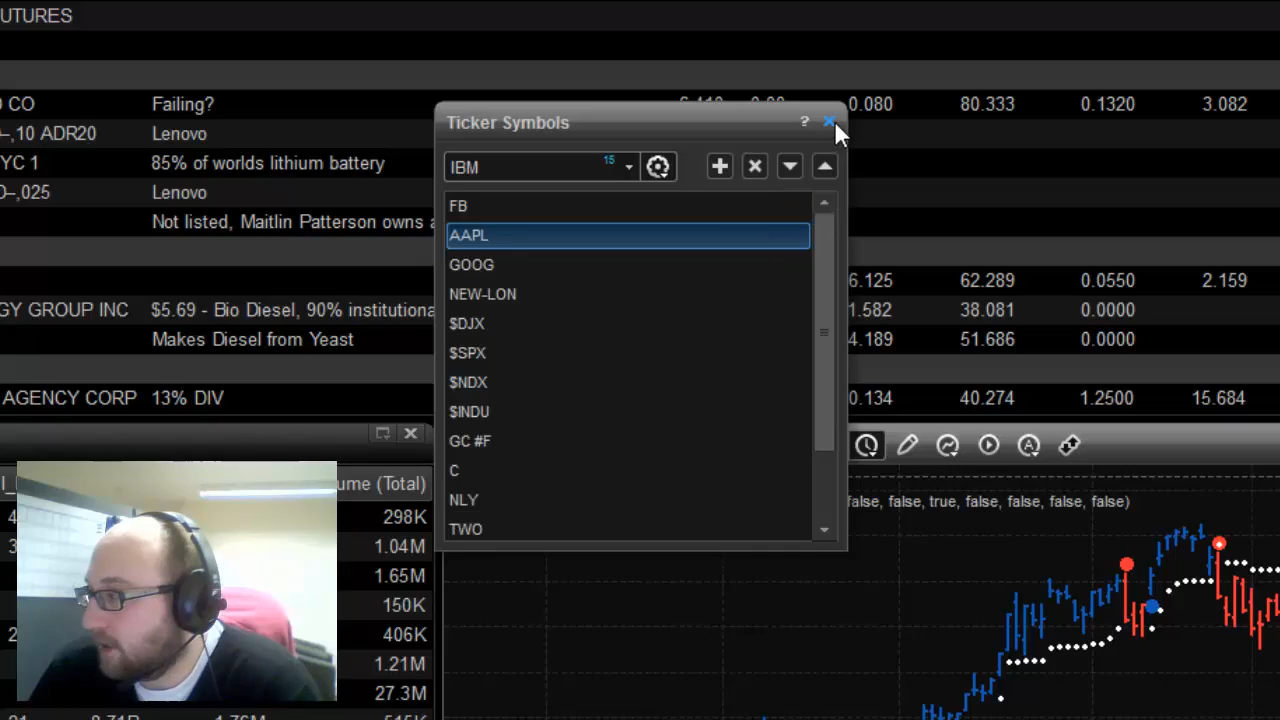 UTURES
O CO Failing? 0.080 80.333 0.1320 3.082
–,10 ADR20 Lenovo
YC 1 85% of worlds lithium battery
0–,025 Lenovo
Not listed, Maitlin Patterson owns
6.125 62.289 0.0550 2.159
GY GROUP INC $5.69 - Bio Diesel, 90% institutiona 1.582 38.081 0.0000
Makes Diesel from Yeast 4.189 51.686 0.0000
AGENCY CORP 13% DIV 0.134 40.274 1.2500 15.684
Ticker Symbols ?
IBM 15
FB
AAPL
GOOG
NEW-LON
$DJX
$SPX
$NDX
$INDU
GC #F
C
NLY
TWO
ume (Total)
298K
1.04M
1.65M
150K
406K
1.21M
27.3M
false, false, true, false, false, false, false)